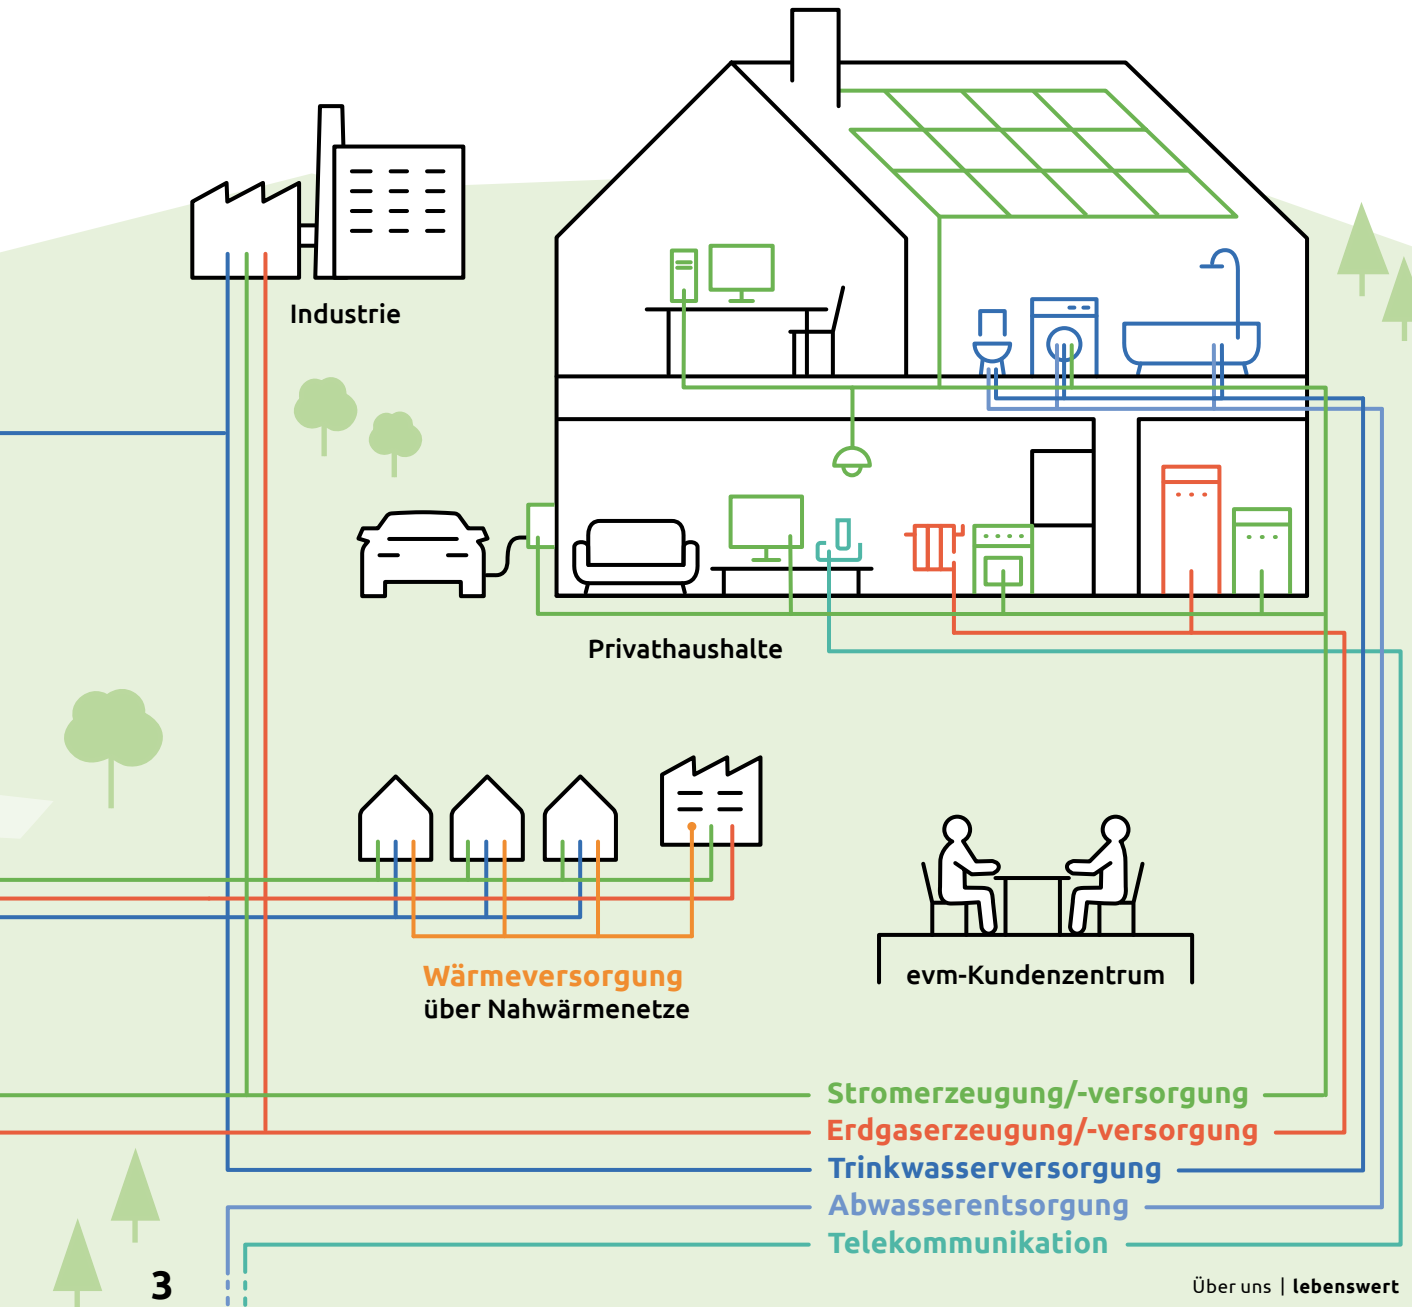 Industrie
Privathaushalte
Wärmeversorgung
über Nahwärmenetze
evm-Kundenzentrum
Stromerzeugung/-versorgung
Erdgaserzeugung/-versorgung
Trinkwasserversorgung
Abwasserentsorgung
Telekommunikation
3
Über uns | lebenswert